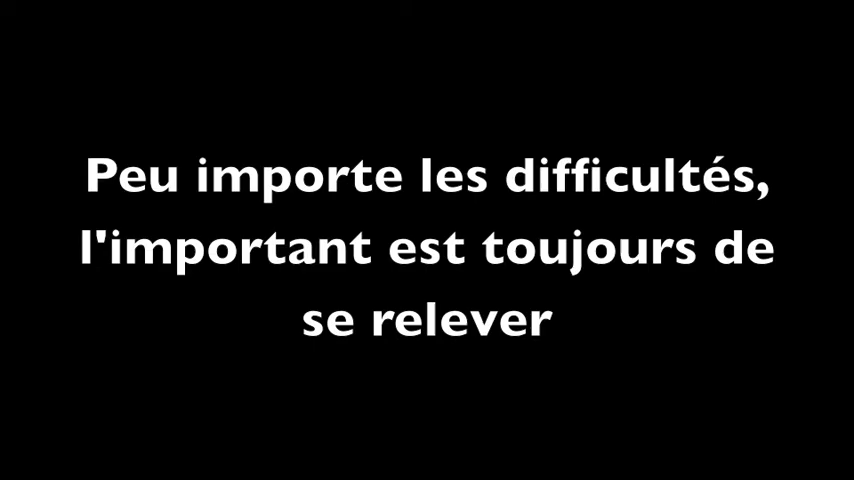 Peu importe les difficultés,
l'important est toujours de
se relever